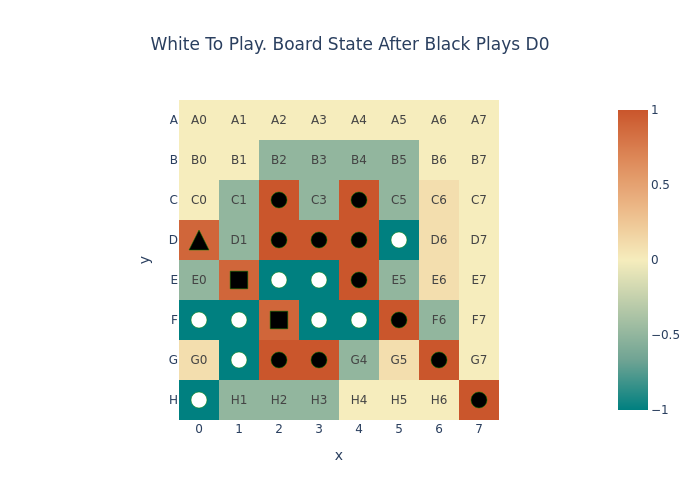 White To Play. Board State After Black Plays D0
A A0 A1 A2 A3 A4 A5 A6 A7 1
B B0 B1 B2 B3 B4 B5 B6 B7 0.5
C C0 C1 C3 C5 C6 C7
D D1 D6 D7 0
y
E E0 E5 E6 E7
F F6 F7 −0.5
G G0 G4 G5 G7
H H1 H2 H3 H4 H5 H6 −1
0 1 2 3 4 5 6 7
x